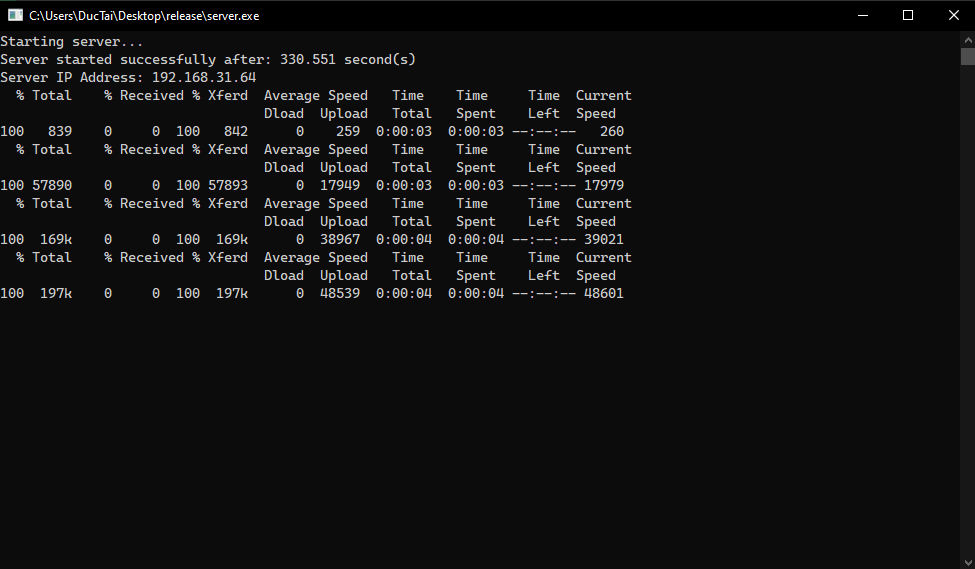 C:\Users\DucTai\Desktop\release\server.exe
Starting server...
Server started successfully after: 330.551 second(s)
Server IP Address: 192.168.31.64
  % Total    % Received % Xferd  Average Speed   Time    Time     Time  Current
                                 Dload  Upload   Total   Spent    Left  Speed
100   839    0     0  100   842      0    259  0:00:03  0:00:03 --:--:--   260
  % Total    % Received % Xferd  Average Speed   Time    Time     Time  Current
                                 Dload  Upload   Total   Spent    Left  Speed
100 57890    0     0  100 57893      0  17949  0:00:03  0:00:03 --:--:-- 17979
  % Total    % Received % Xferd  Average Speed   Time    Time     Time  Current
                                 Dload  Upload   Total   Spent    Left  Speed
100  169k    0     0  100  169k      0  38967  0:00:04  0:00:04 --:--:-- 39021
  % Total    % Received % Xferd  Average Speed   Time    Time     Time  Current
                                 Dload  Upload   Total   Spent    Left  Speed
100  197k    0     0  100  197k      0  48539  0:00:04  0:00:04 --:--:-- 48601